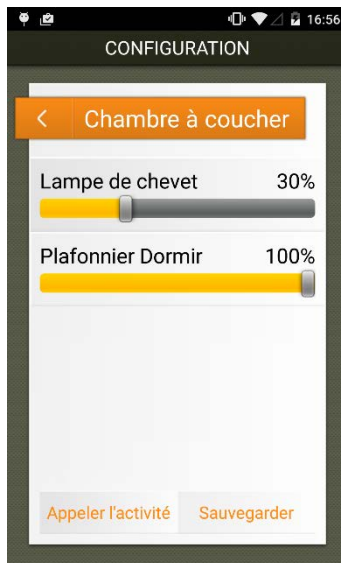 16:56
CONFIGURATION
Chambre à coucher
Lampe de chevet 30%
Plafonnier Dormir 100%
Appeler l'activité Sauvegarder